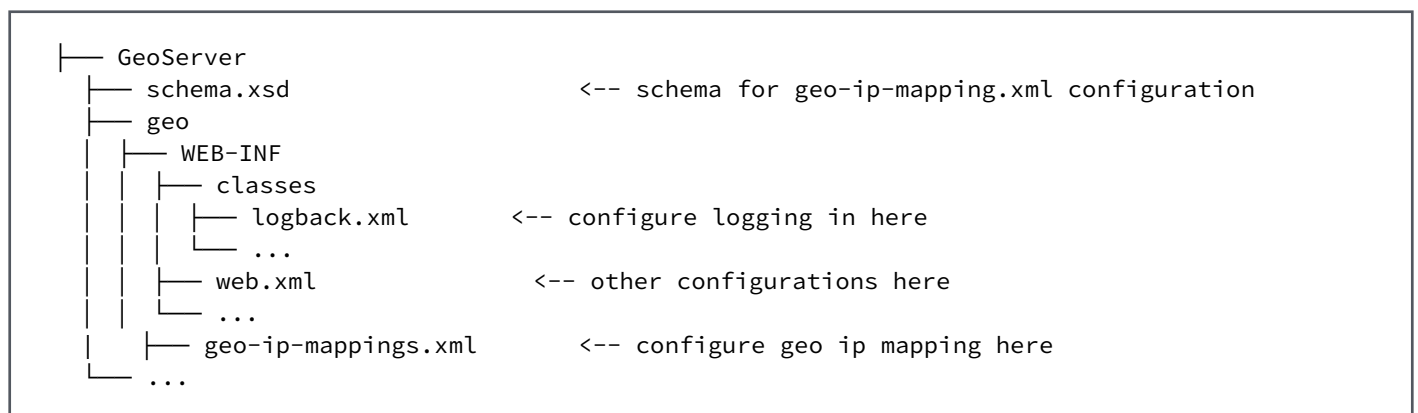 ├── GeoServer
├── schema.xsd <-- schema for geo-ip-mapping.xml configuration
├── geo
│ ├── WEB-INF
│ │ ├── classes
│ │ │ ├── logback.xml <-- configure logging in here
│ │ │ └── ...
│ │ ├── web.xml <-- other configurations here
│ │ └── ...
│ ├── geo-ip-mappings.xml <-- configure geo ip mapping here
└── ...